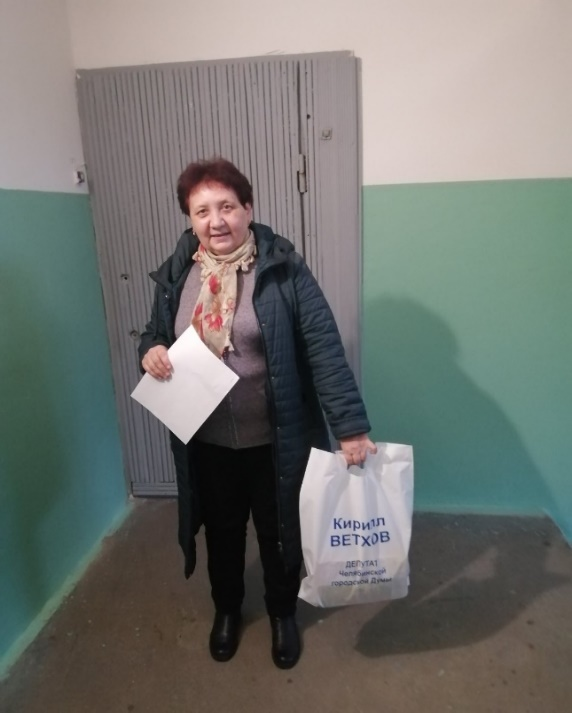 Кирилл
ВЕТХОВ
ДЕПУТАТ
Челябинской
городской Думы